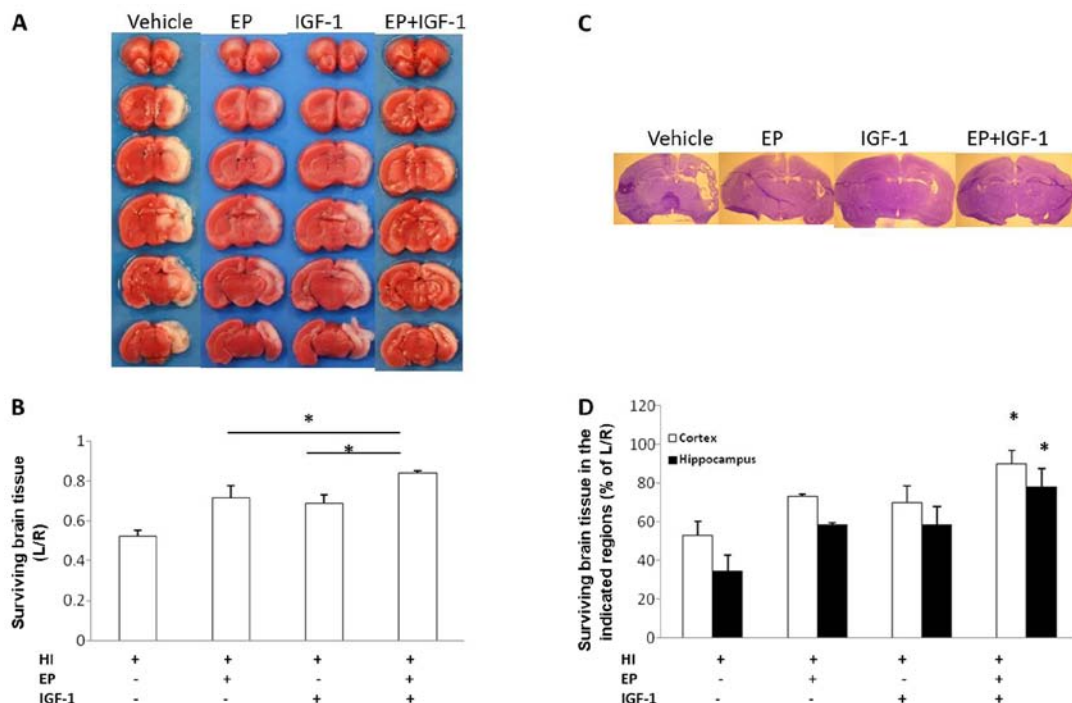 A
Vehicle EP IGF-1 EP+IGF-1
B
Surviving brain tissue
(L/R)
1
0.8
0.6
0.4
0.2
0
*
*
HI + + + +
EP - + - +
IGF-1 - - + +
C
Vehicle EP IGF-1 EP+IGF-1
D
Surviving brain tissue in the
indicated regions (% of L/R)
120
100
80
60
40
20
0
Cortex
Hippocampus
*
*
HI + + + +
EP - + - +
IGF-1 - - + +